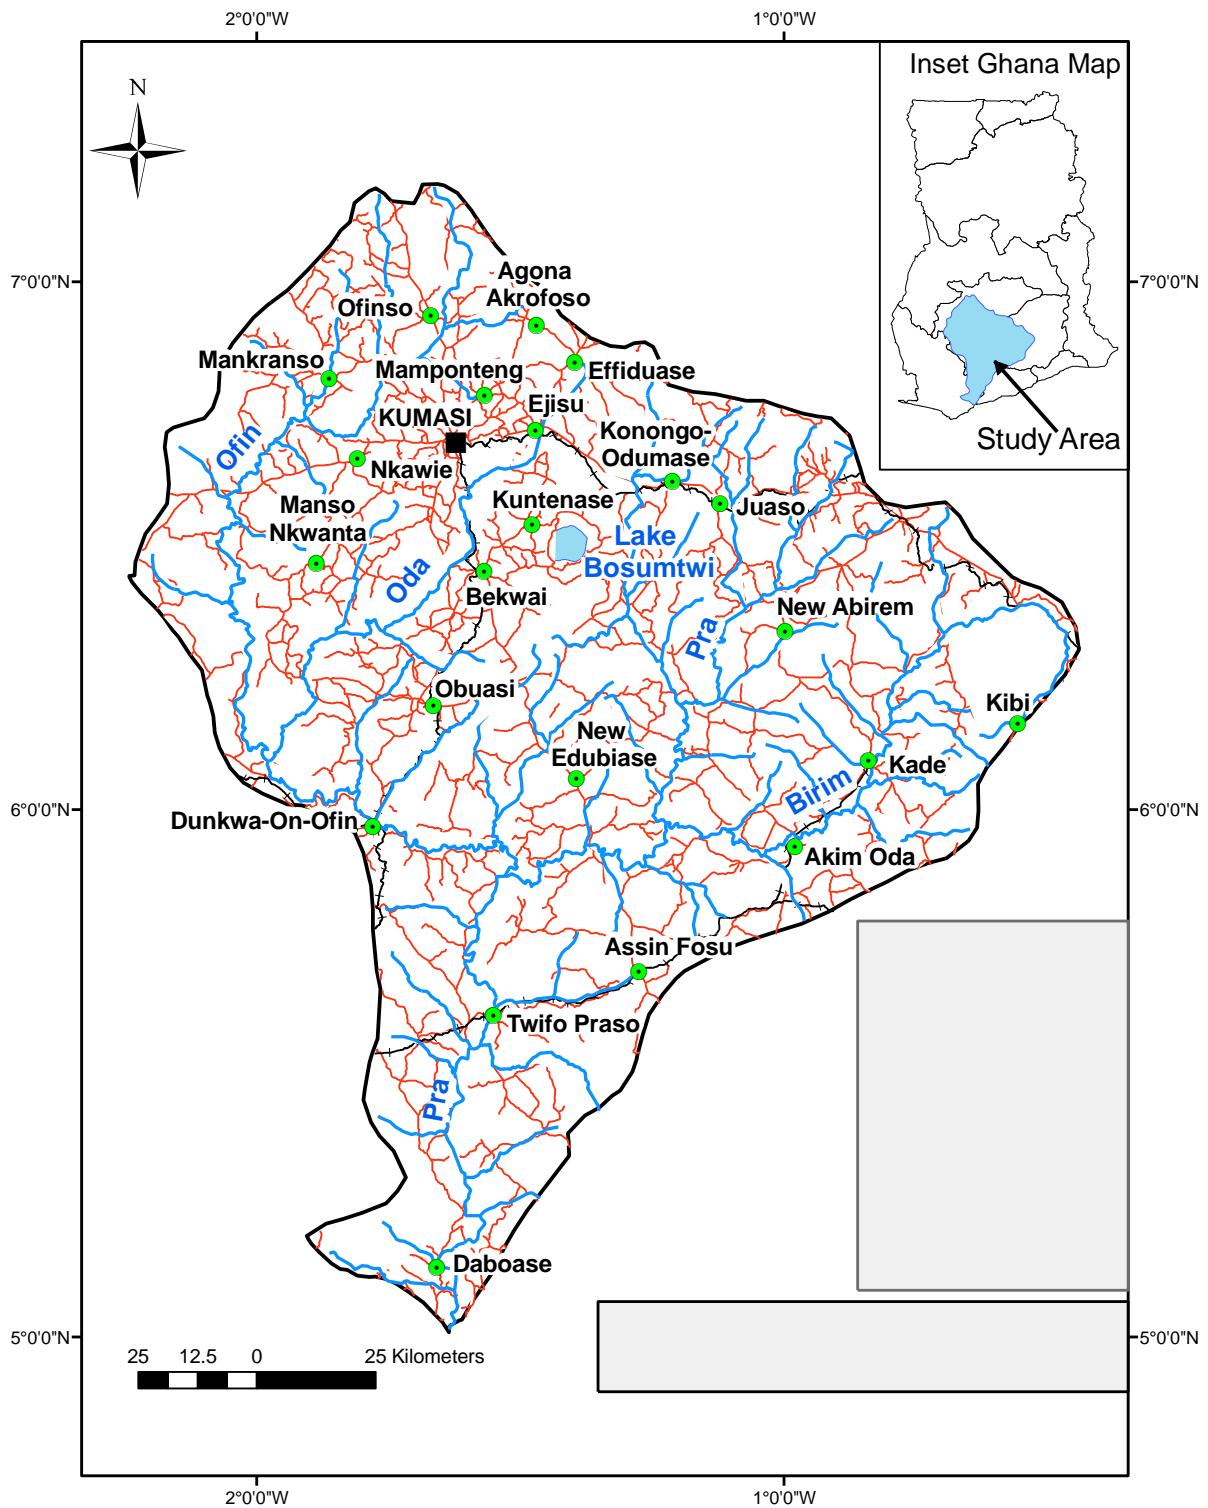 2°0'0"W
1°0'0"W
Inset Ghana Map
N
7°0'0"N
7°0'0"N
Agona
Akrofoso
Ofinso
Mankranso
Mamponteng
Effiduase
Ejisu
KUMASI
Konongo-
Odumase
Study Area
Ofin
Nkawie
Manso
Nkwanta
Kuntenase
Juaso
Lake
Bosumtwi
Oda
Bekwai
New Abirem
Pra
Obuasi
Kibi
New
Edubiase
Kade
Birim
6°0'0"N
6°0'0"N
Dunkwa-On-Ofin
Akim Oda
Assin Fosu
Twifo Praso
Pra
Daboase
5°0'0"N
5°0'0"N
25 12.5 0 25 Kilometers
2°0'0"W
1°0'0"W